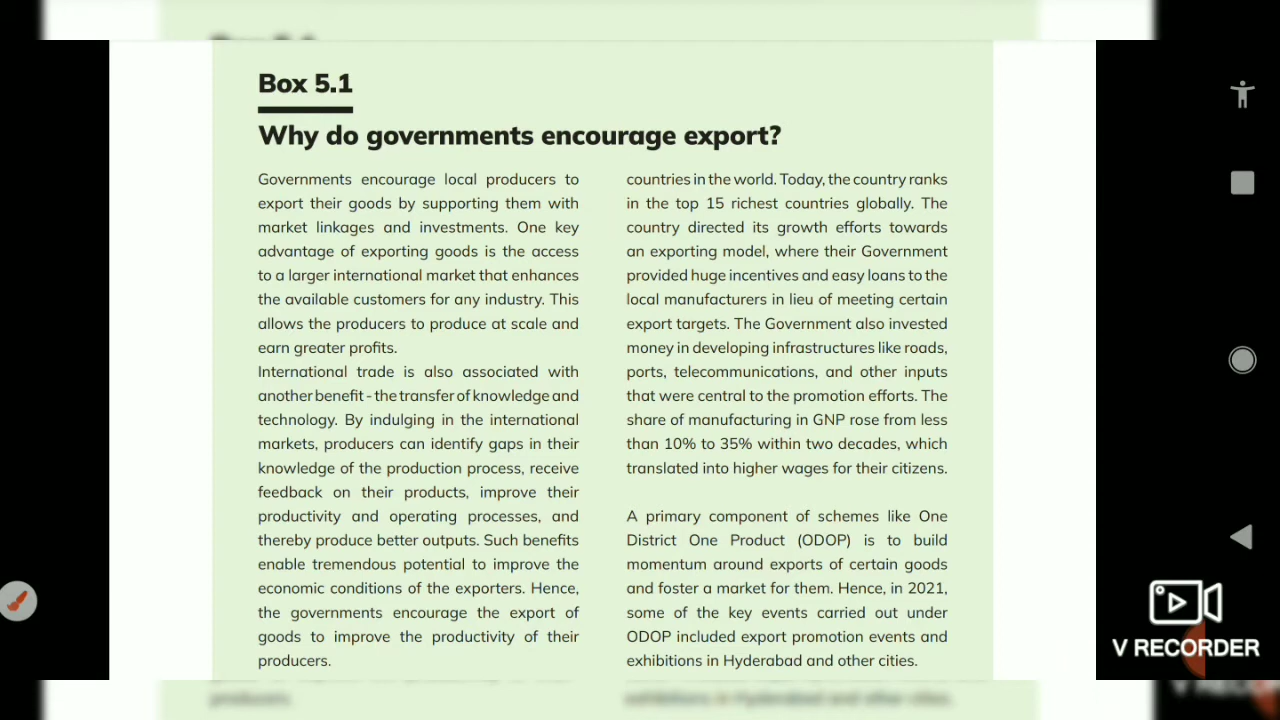 Box 5.1
Why do governments encourage export?
Governments encourage local producers to
export their goods by supporting them with
market linkages and investments. One key
advantage of exporting goods is the access
to a larger international market that enhances
the available customers for any industry. This
allows the producers to produce at scale and
earn greater profits.
International trade is also associated with
another benefit - the transfer of knowledge and
technology. By indulging in the international
markets, producers can identify gaps in their
knowledge of the production process, receive
feedback on their products, improve their
productivity and operating processes, and
thereby produce better outputs. Such benefits
enable tremendous potential to improve the
economic conditions of the exporters. Hence,
the governments encourage the export of
goods to improve the productivity of their
producers.
countries in the world. Today, the country ranks
in the top 15 richest countries globally. The
country directed its growth efforts towards
an exporting model, where their Government
provided huge incentives and easy loans to the
local manufacturers in lieu of meeting certain
export targets. The Government also invested
money in developing infrastructures like roads,
ports, telecommunications, and other inputs
that were central to the promotion efforts. The
share of manufacturing in GNP rose from less
than 10% to 35% within two decades, which
translated into higher wages for their citizens.
A primary component of schemes like One
District One Product (ODOP) is to build
momentum around exports of certain goods
and foster a market for them. Hence, in 2021,
some of the key events carried out under
ODOP included export promotion events and
exhibitions in Hyderabad and other cities.
V RECORDER